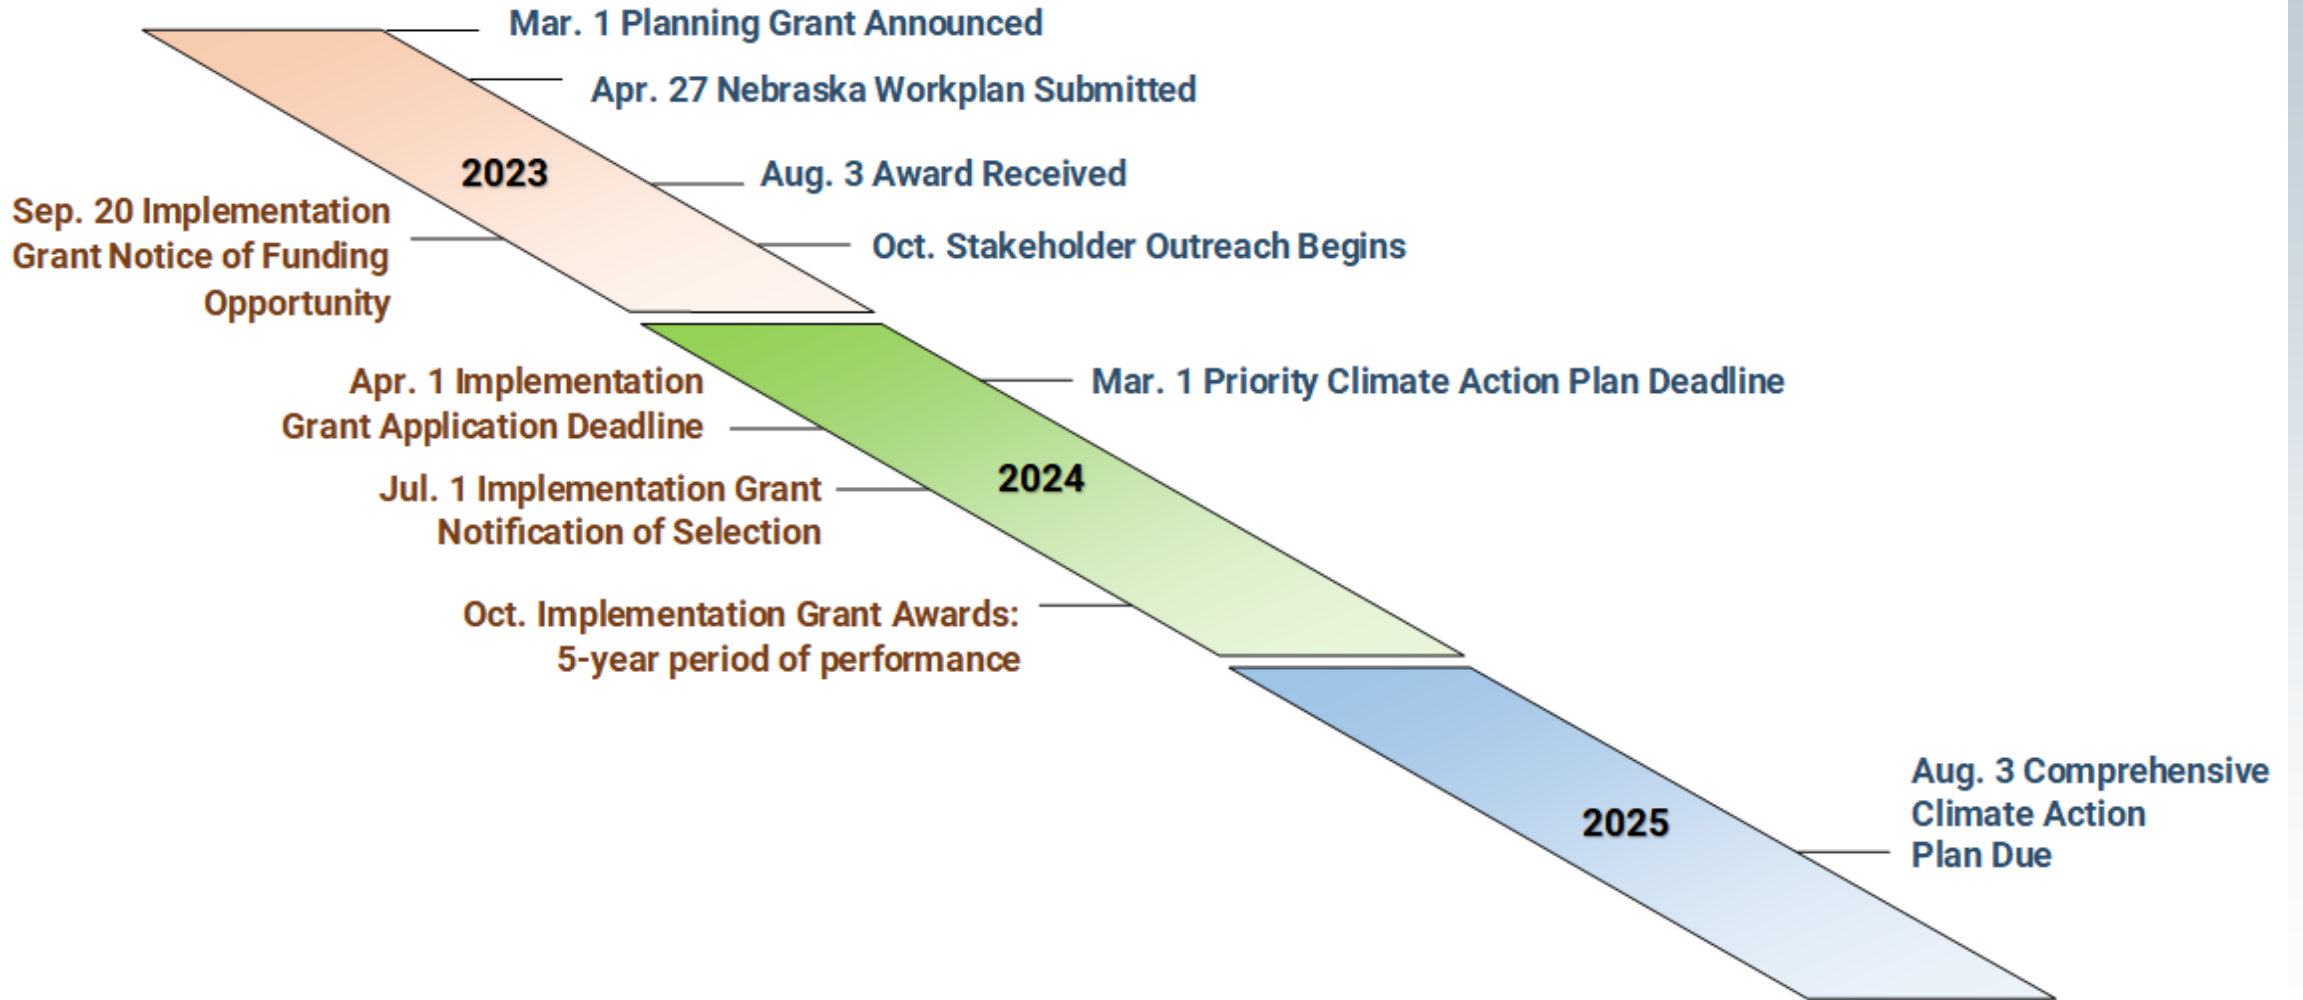 Mar. 1 Planning Grant Announced
Apr. 27 Nebraska Workplan Submitted
2023
Aug. 3 Award Received
Sep. 20 Implementation
Grant Notice of Funding
Opportunity
Oct. Stakeholder Outreach Begins
Apr. 1 Implementation
Grant Application Deadline
Mar. 1 Priority Climate Action Plan Deadline
2024
Jul. 1 Implementation Grant
Notification of Selection
Oct. Implementation Grant Awards:
5-year period of performance
2025
Aug. 3 Comprehensive
Climate Action
Plan Due